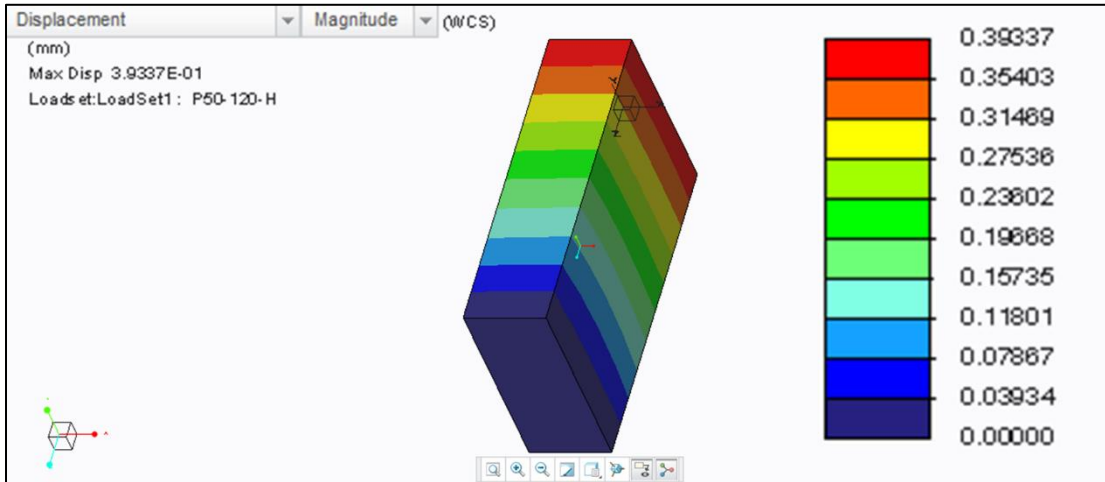 Displacement Magnitude (WCS)
(mm)
Max Disp 3.9337E-01
Loadset:LoadSet1 : P50-120-H
0.39337
0.35403
0.31469
0.27536
0.23602
0.19668
0.15735
0.11801
0.07867
0.03934
0.00000